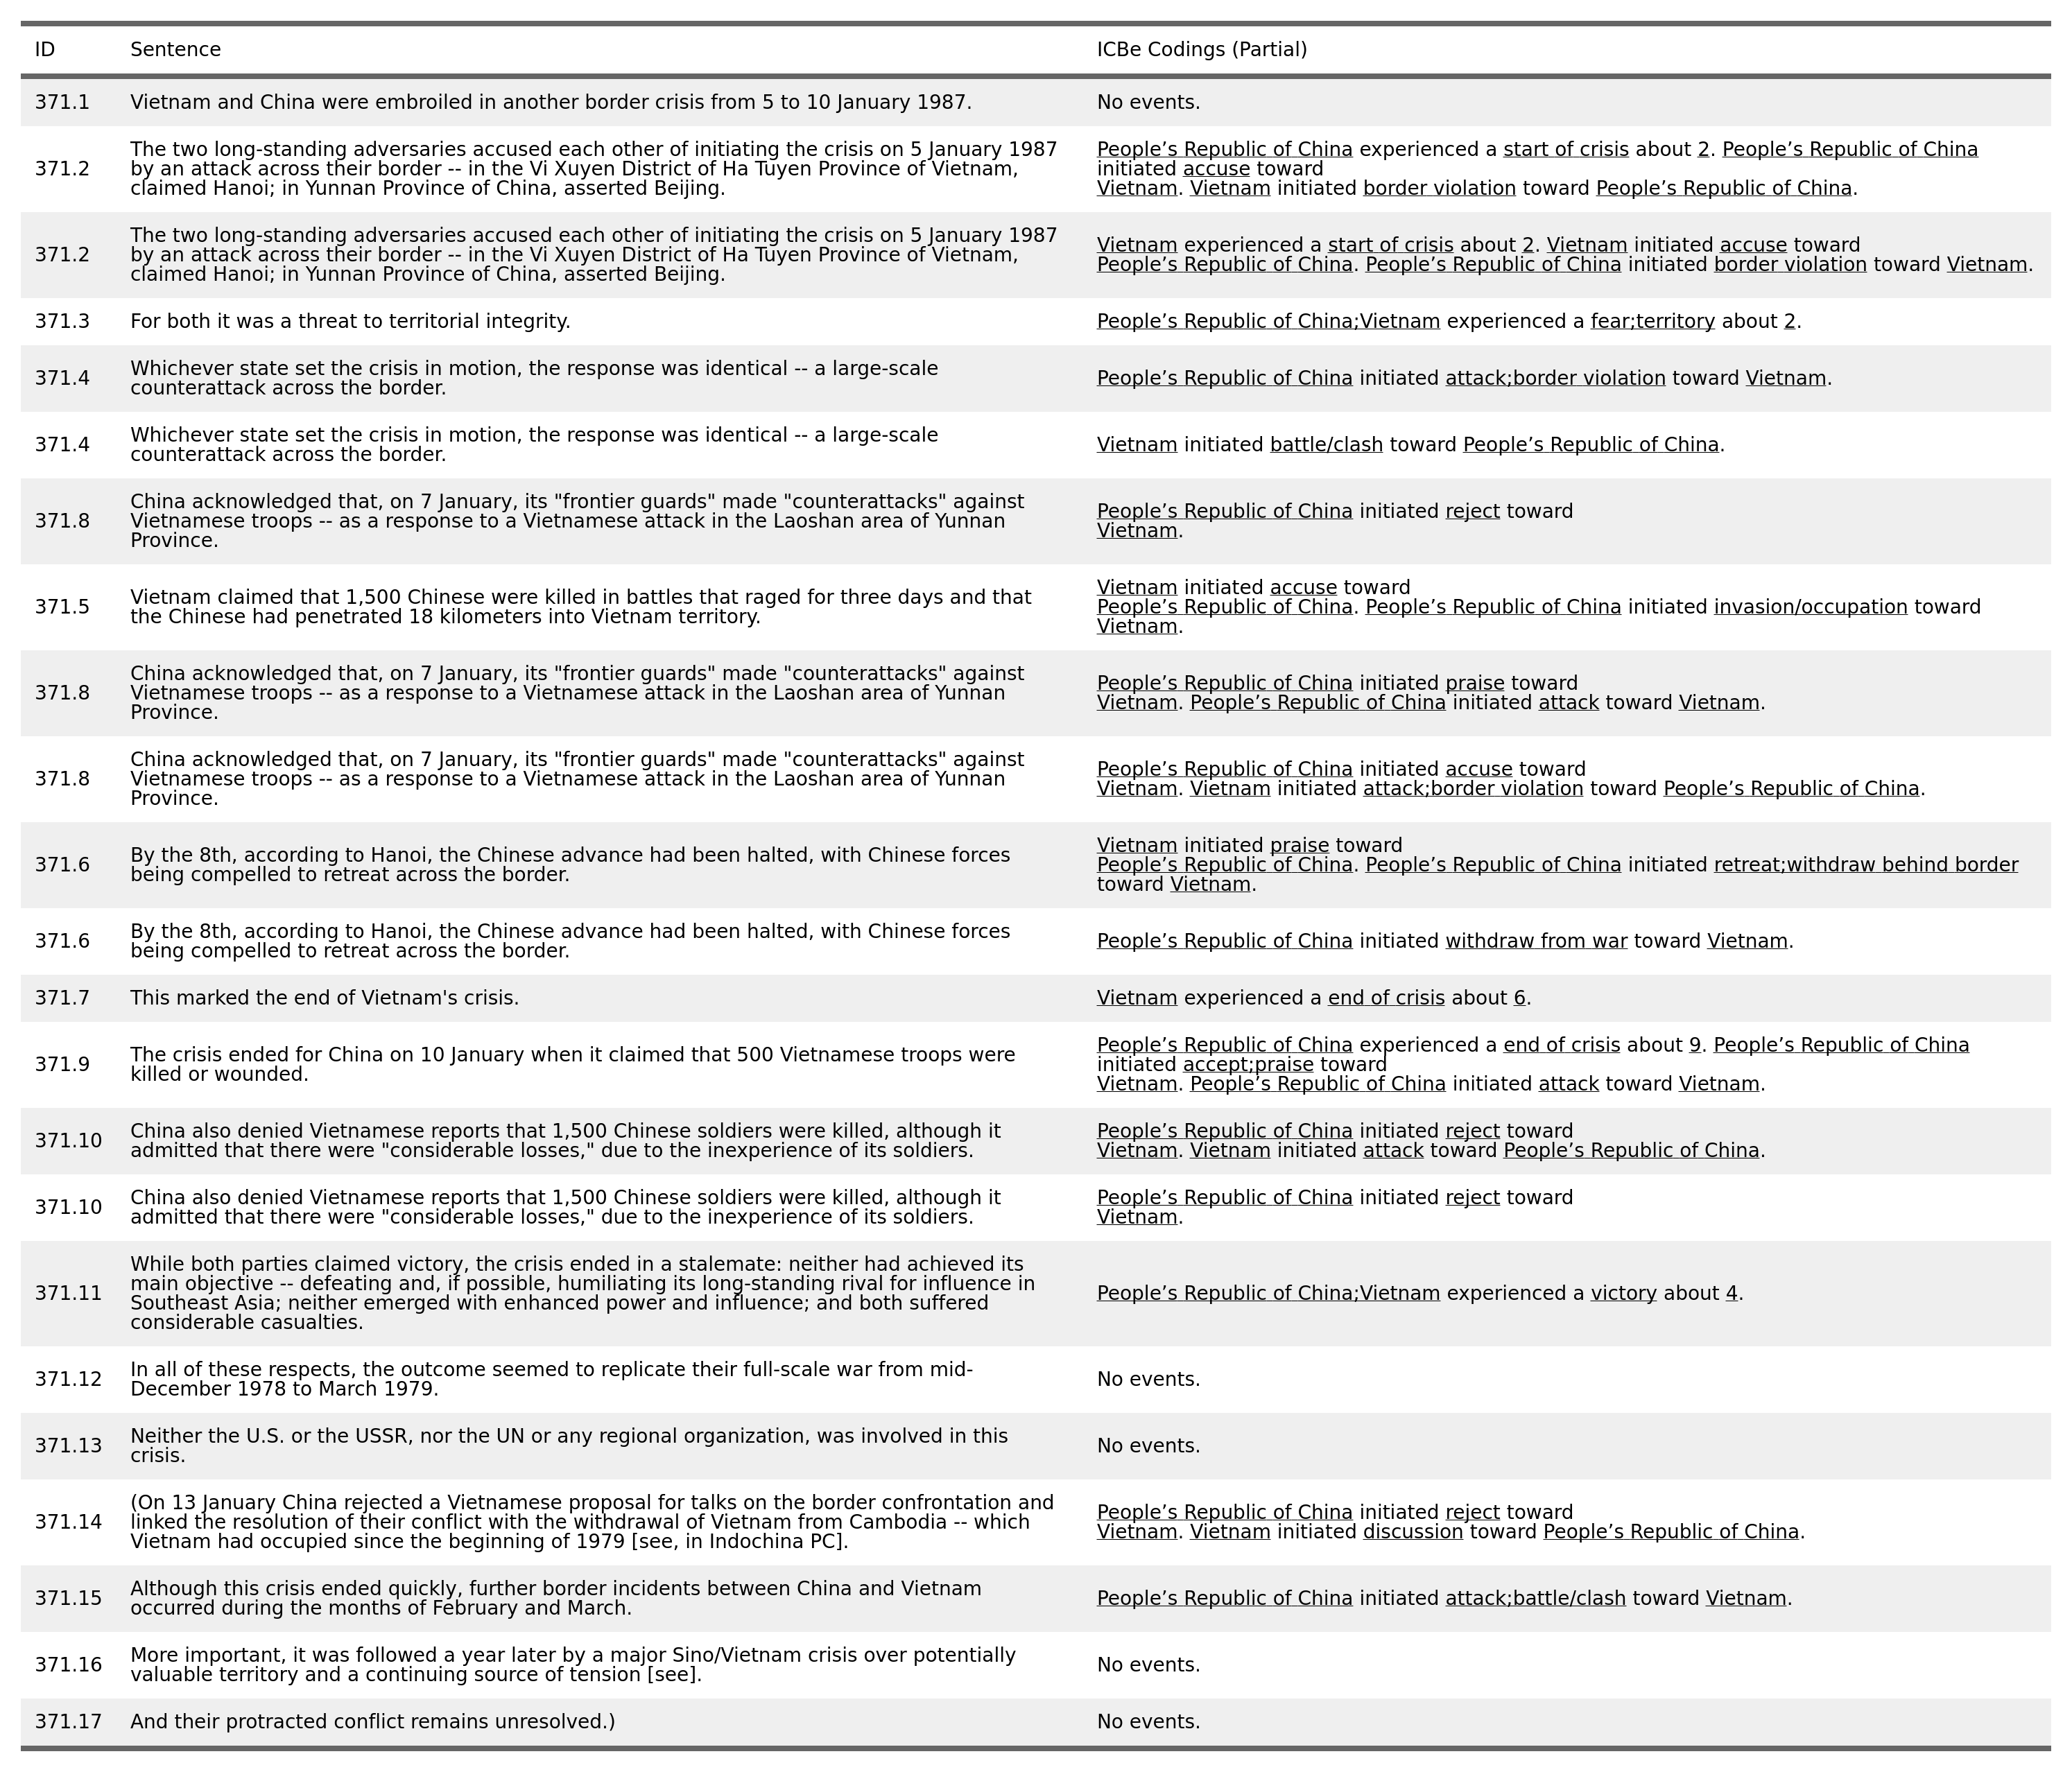 ID Sentence ICBe Codings (Partial)
371.1 Vietnam and China were embroiled in another border crisis from 5 to 10 January 1987. No events.
371.2
The two long-standing adversaries accused each other of initiating the crisis on 5 January 1987
by an attack across their border -- in the Vi Xuyen District of Ha Tuyen Province of Vietnam,
claimed Hanoi; in Yunnan Province of China, asserted Beijing.
People’s Republic of China experienced a start of crisis about 2. People’s Republic of China
initiated accuse toward
Vietnam. Vietnam initiated border violation toward People’s Republic of China.
371.2
The two long-standing adversaries accused each other of initiating the crisis on 5 January 1987
by an attack across their border -- in the Vi Xuyen District of Ha Tuyen Province of Vietnam,
claimed Hanoi; in Yunnan Province of China, asserted Beijing.
Vietnam experienced a start of crisis about 2. Vietnam initiated accuse toward
People’s Republic of China. People’s Republic of China initiated border violation toward Vietnam.
371.3 For both it was a threat to territorial integrity. People’s Republic of China;Vietnam experienced a fear;territory about 2.
371.4
Whichever state set the crisis in motion, the response was identical -- a large-scale
counterattack across the border.
People’s Republic of China initiated attack;border violation toward Vietnam.
371.4
Whichever state set the crisis in motion, the response was identical -- a large-scale
counterattack across the border.
Vietnam initiated battle/clash toward People’s Republic of China.
371.8
China acknowledged that, on 7 January, its "frontier guards" made "counterattacks" against
Vietnamese troops -- as a response to a Vietnamese attack in the Laoshan area of Yunnan
Province.
People’s Republic of China initiated reject toward
Vietnam.
371.5
Vietnam claimed that 1,500 Chinese were killed in battles that raged for three days and that
the Chinese had penetrated 18 kilometers into Vietnam territory.
Vietnam initiated accuse toward
People’s Republic of China. People’s Republic of China initiated invasion/occupation toward
Vietnam.
371.8
China acknowledged that, on 7 January, its "frontier guards" made "counterattacks" against
Vietnamese troops -- as a response to a Vietnamese attack in the Laoshan area of Yunnan
Province.
People’s Republic of China initiated praise toward
Vietnam. People’s Republic of China initiated attack toward Vietnam.
371.8
China acknowledged that, on 7 January, its "frontier guards" made "counterattacks" against
Vietnamese troops -- as a response to a Vietnamese attack in the Laoshan area of Yunnan
Province.
People’s Republic of China initiated accuse toward
Vietnam. Vietnam initiated attack;border violation toward People’s Republic of China.
371.6
By the 8th, according to Hanoi, the Chinese advance had been halted, with Chinese forces
being compelled to retreat across the border.
Vietnam initiated praise toward
People’s Republic of China. People’s Republic of China initiated retreat;withdraw behind border
toward Vietnam.
371.6
By the 8th, according to Hanoi, the Chinese advance had been halted, with Chinese forces
being compelled to retreat across the border.
People’s Republic of China initiated withdraw from war toward Vietnam.
371.7 This marked the end of Vietnam's crisis. Vietnam experienced a end of crisis about 6.
371.9
The crisis ended for China on 10 January when it claimed that 500 Vietnamese troops were
killed or wounded.
People’s Republic of China experienced a end of crisis about 9. People’s Republic of China
initiated accept;praise toward
Vietnam. People’s Republic of China initiated attack toward Vietnam.
371.10
China also denied Vietnamese reports that 1,500 Chinese soldiers were killed, although it
admitted that there were "considerable losses," due to the inexperience of its soldiers.
People’s Republic of China initiated reject toward
Vietnam. Vietnam initiated attack toward People’s Republic of China.
371.10
China also denied Vietnamese reports that 1,500 Chinese soldiers were killed, although it
admitted that there were "considerable losses," due to the inexperience of its soldiers.
People’s Republic of China initiated reject toward
Vietnam.
371.11
While both parties claimed victory, the crisis ended in a stalemate: neither had achieved its
main objective -- defeating and, if possible, humiliating its long-standing rival for influence in
Southeast Asia; neither emerged with enhanced power and influence; and both suffered
considerable casualties.
People’s Republic of China;Vietnam experienced a victory about 4.
371.12
In all of these respects, the outcome seemed to replicate their full-scale war from mid-
December 1978 to March 1979.
No events.
371.13
Neither the U.S. or the USSR, nor the UN or any regional organization, was involved in this
crisis.
No events.
371.14
(On 13 January China rejected a Vietnamese proposal for talks on the border confrontation and
linked the resolution of their conflict with the withdrawal of Vietnam from Cambodia -- which
Vietnam had occupied since the beginning of 1979 [see, in Indochina PC].
People’s Republic of China initiated reject toward
Vietnam. Vietnam initiated discussion toward People’s Republic of China.
371.15
Although this crisis ended quickly, further border incidents between China and Vietnam
occurred during the months of February and March.
People’s Republic of China initiated attack;battle/clash toward Vietnam.
371.16
More important, it was followed a year later by a major Sino/Vietnam crisis over potentially
valuable territory and a continuing source of tension [see].
No events.
371.17 And their protracted conflict remains unresolved.) No events.